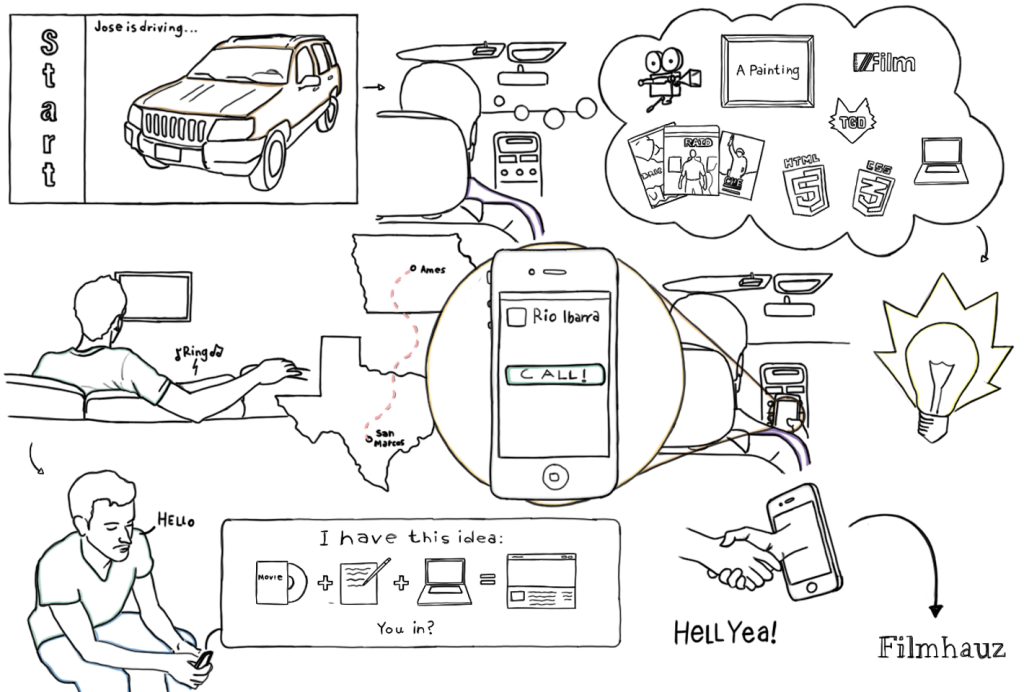 Start
Jose is driving...
A Painting
/Film
TGD
RAID
CHE
HTML
5
CSS
3
Rio Ibarra
CALL!
Ames
San
Marcos
Ring
HELLO
I have this idea:
MOVIE
+
+
=
You in?
HELL Yea!
Filmhauz